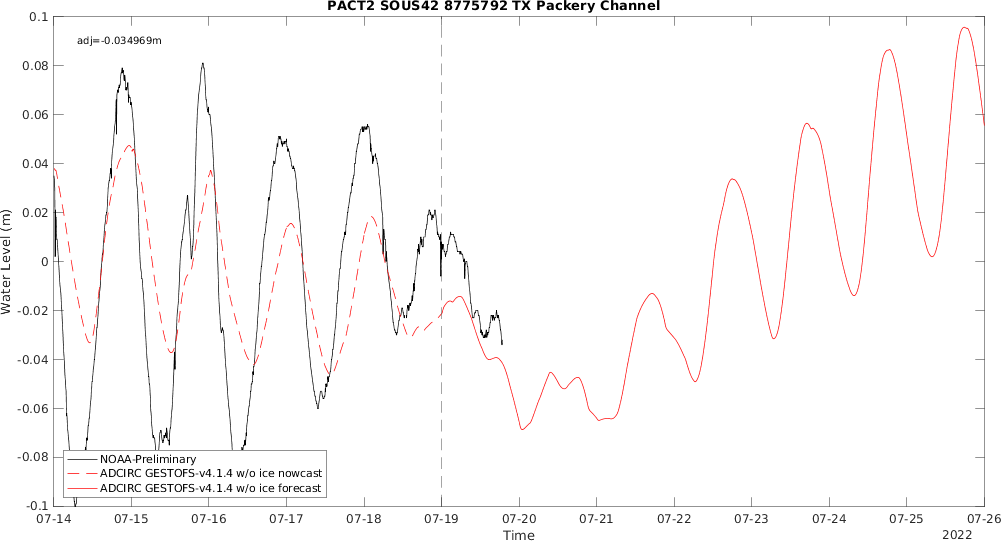 PACT2 SOUS42 8775792 TX Packery Channel
adj=-0.034969m
0.1
0.08
0.06
0.04
0.02
0
-0.02
-0.04
-0.06
-0.08
-0.1
Water Level (m)
NOAA-Preliminary
ADCIRC GESTOFS-v4.1.4 w/o ice nowcast
ADCIRC GESTOFS-v4.1.4 w/o ice forecast
07-14 07-15 07-16 07-17 07-18 07-19 07-20 07-21 07-22 07-23 07-24 07-25 07-26
Time
2022